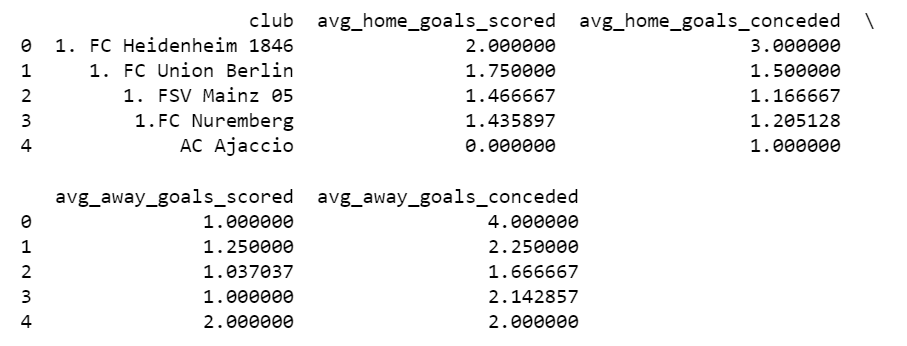 club avg_home_goals_scored avg_home_goals_conceded \
0 1. FC Heidenheim 1846 2.000000 3.000000
1 1. FC Union Berlin 1.750000 1.500000
2 1. FSV Mainz 05 1.466667 1.166667
3 1.FC Nuremberg 1.435897 1.205128
4 AC Ajaccio 0.000000 1.000000
avg_away_goals_scored avg_away_goals_conceded
0 1.000000 4.000000
1 1.250000 2.250000
2 1.037037 1.666667
3 1.000000 2.142857
4 2.000000 2.000000